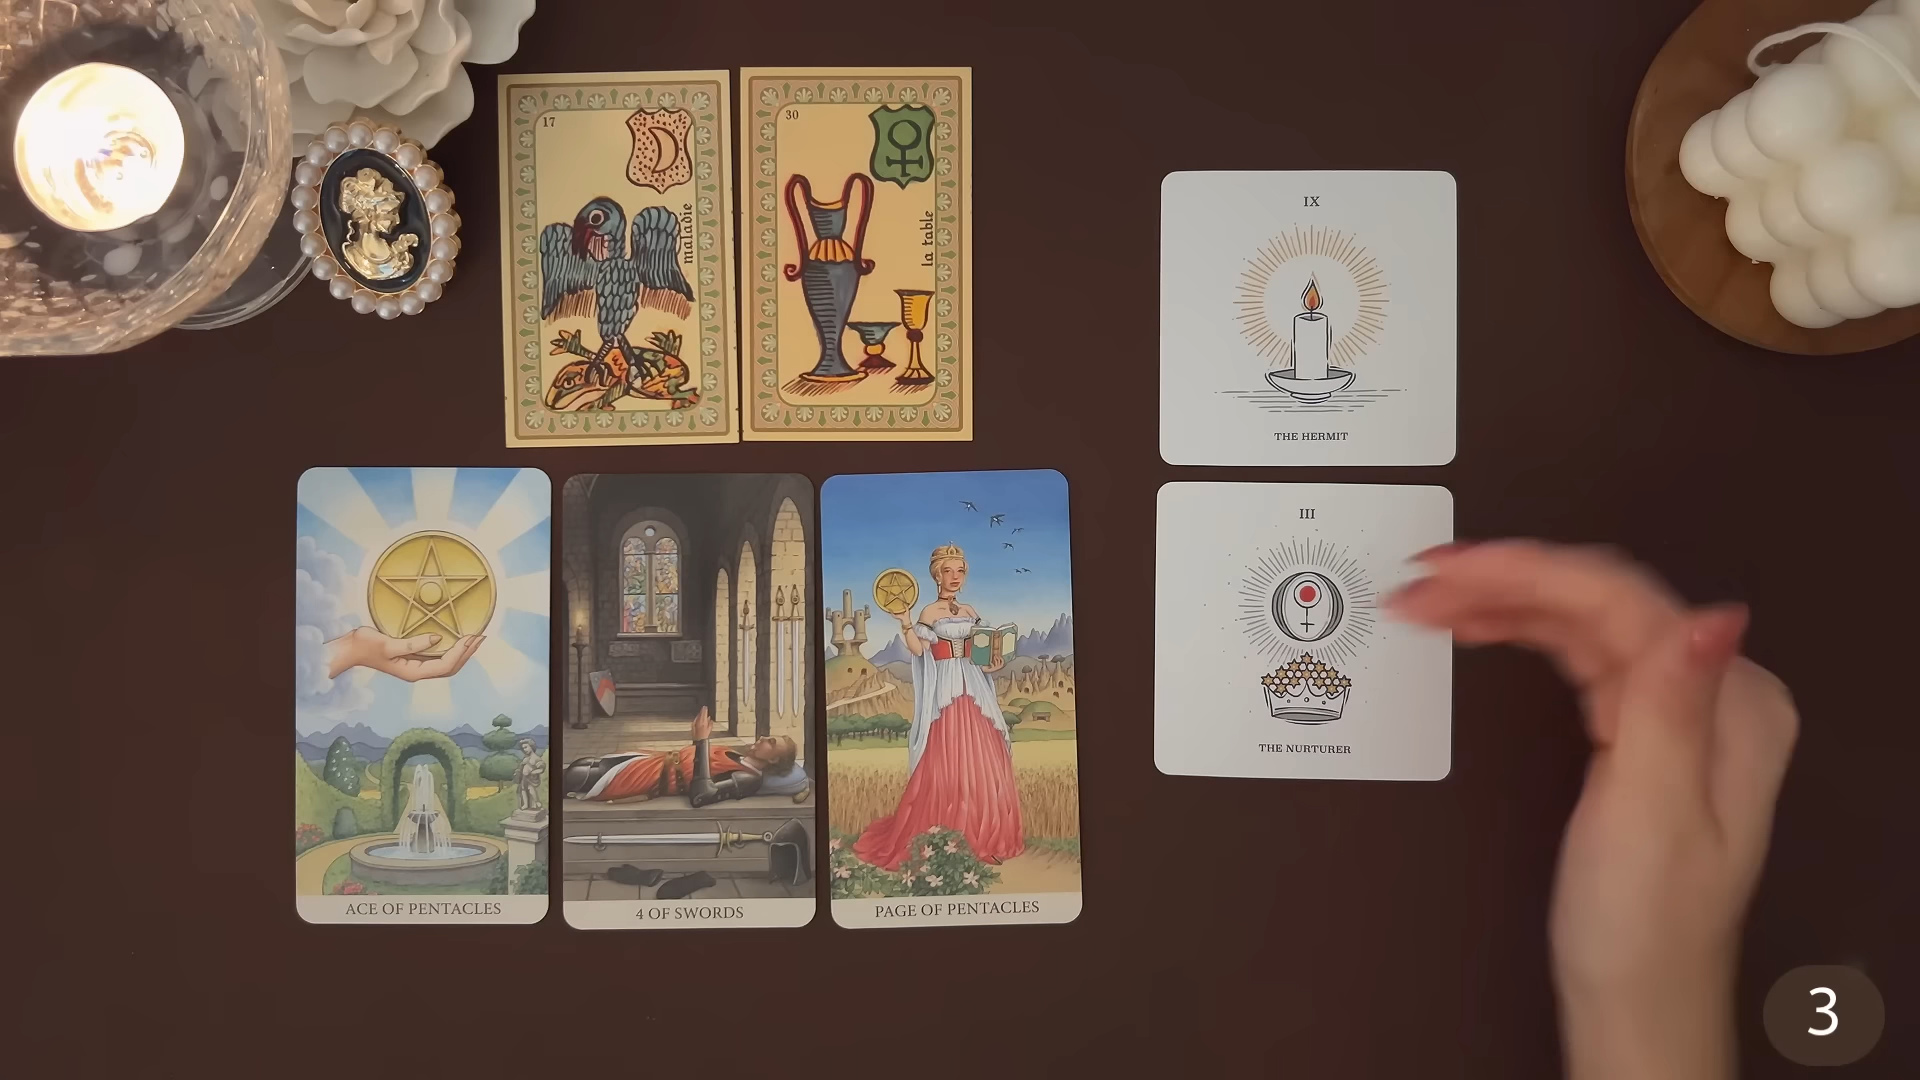 17
maladie
30
la table
IX
THE HERMIT
III
THE NURTURER
ACE OF PENTACLES
4 OF SWORDS
PAGE OF PENTACLES
3